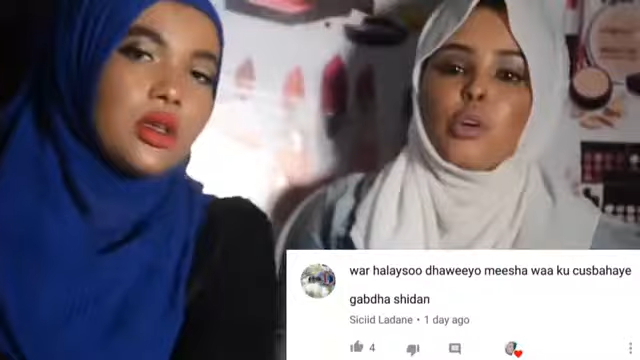 war halaysoo dhaweeyo meesha waa ku cusbahaye
gabdha shidan
Siciid Ladane • 1 day ago
4